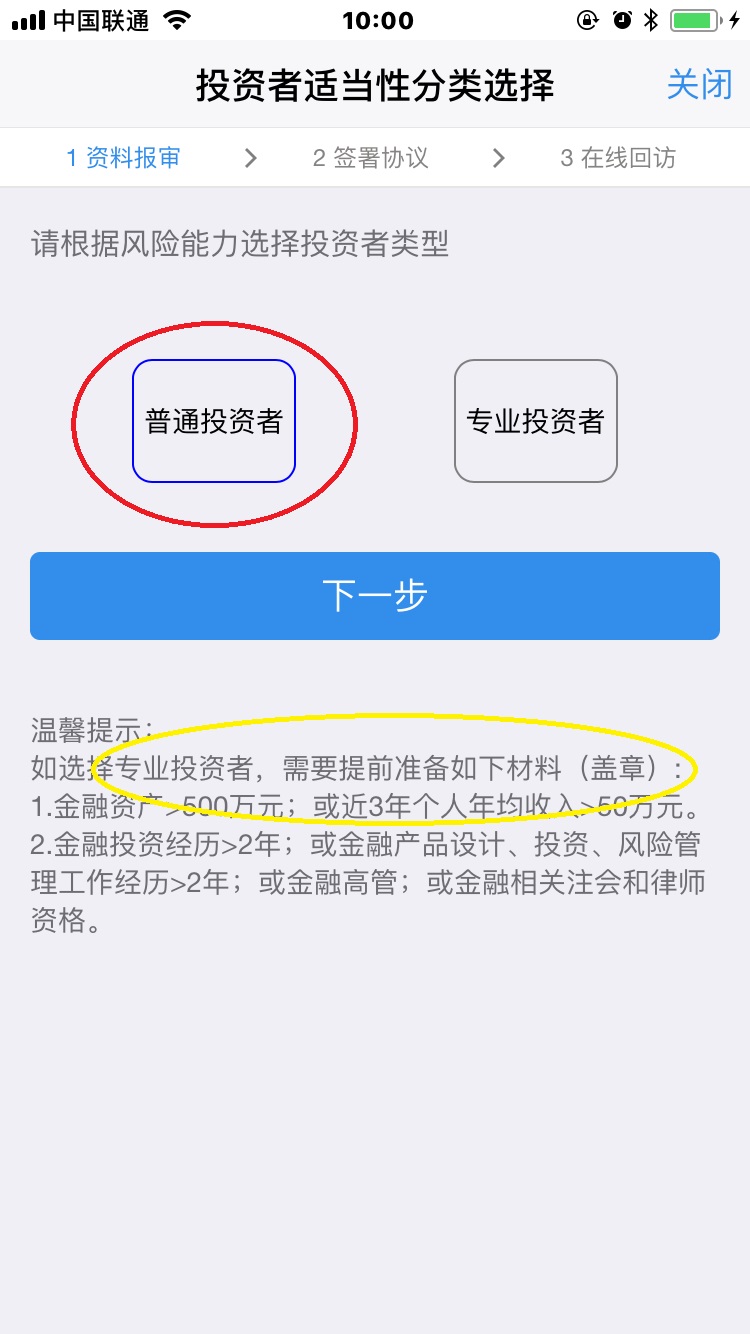 中国联通 10:00
投资者适当性分类选择 关闭
1 资料报审 > 2 签署协议 > 3 在线回访
请根据风险能力选择投资者类型
普通投资者 专业投资者
下一步
温馨提示：
如选择专业投资者，需要提前准备如下材料（盖章）：
1.金融资产>500万元；或近3年个人年均收入>50万元。
2.金融投资经历>2年；或金融产品设计、投资、风险管
理工作经历>2年；或金融高管；或金融相关注会和律师
资格。